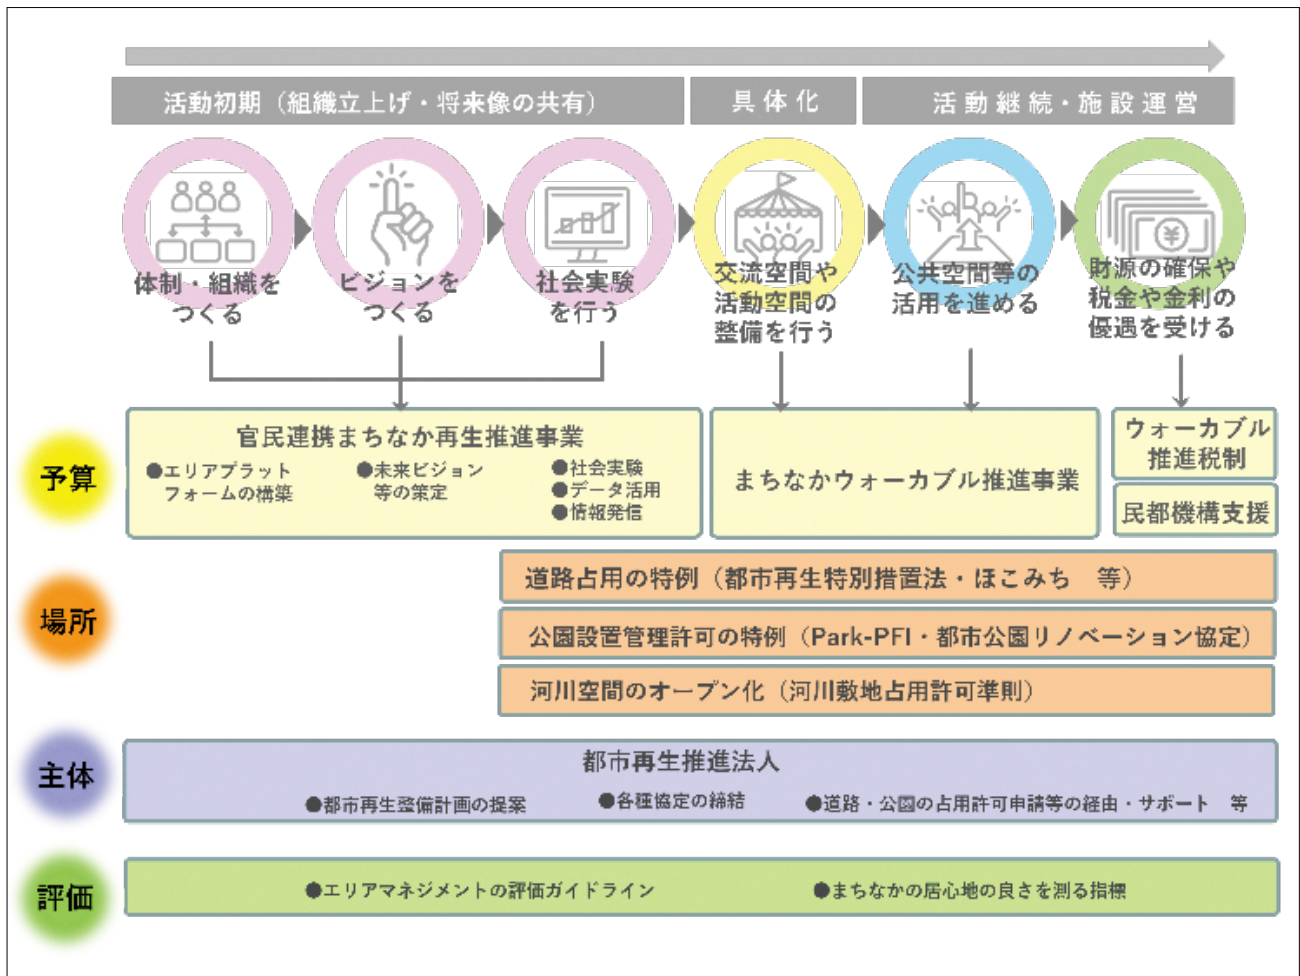 活動初期（組織立上げ・将来像の共有）
具体化
活動継続・施設運営
体制・組織を
つくる
ビジョンを
つくる
社会実験
を行う
交流空間や
活動空間の
整備を行う
公共空間等の
活用を進める
¥
財源の確保や
税金や金利の
優遇を受ける
予算
官民連携まちなか再生推進事業
●エリアプラット
フォームの構築
●未来ビジョン
等の策定
●社会実験
●データ活用
●情報発信
まちなかウォーカブル推進事業
ウォーカブル
推進税制
民都機構支援
場所
道路占用の特例（都市再生特別措置法・ほこみち　等）
公園設置管理許可の特例（Park-PFI・都市公園リノベーション協定）
河川空間のオープン化（河川敷地占用許可準則）
主体
都市再生推進法人
●都市再生整備計画の提案
●各種協定の締結
●道路・公園の占用許可申請等の経由・サポート　等
評価
●エリアマネジメントの評価ガイドライン
●まちなかの居心地の良さを測る指標